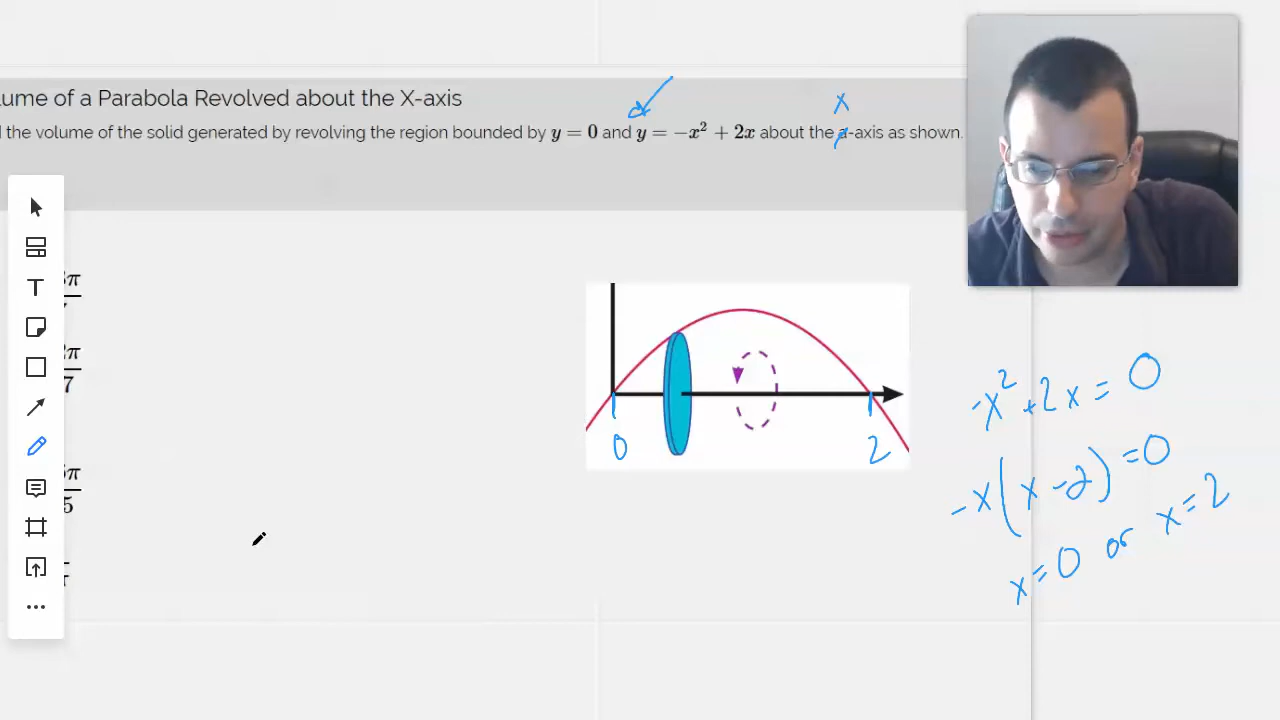 lume of a Parabola Revolved about the X-axis
x
d the volume of the solid generated by revolving the region bounded by y = 0 and y = −x² + 2x about the -axis as shown.
π
π
7
π
5
T
0
2
-x² + 2x = 0
-x(x - 2) = 0
x = 0 or x = 2